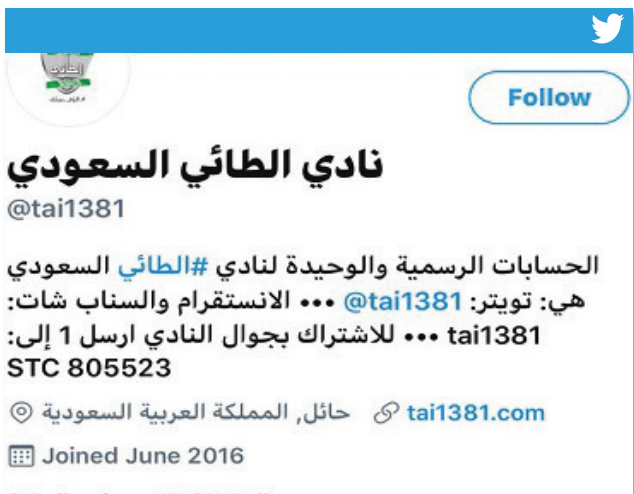 الطائي
Follow
نادي الطائي السعودي
@tai1381
الحسابات الرسمية والوحيدة لنادي #الطائي السعودي
هي: تويتر: @tai1381 ••• الانستقرام والسناب شات:
tai1381 ••• للاشتراك بجوال النادي ارسل 1 إلى:
STC 805523
حائل, المملكة العربية السعودية tai1381.com
Joined June 2016